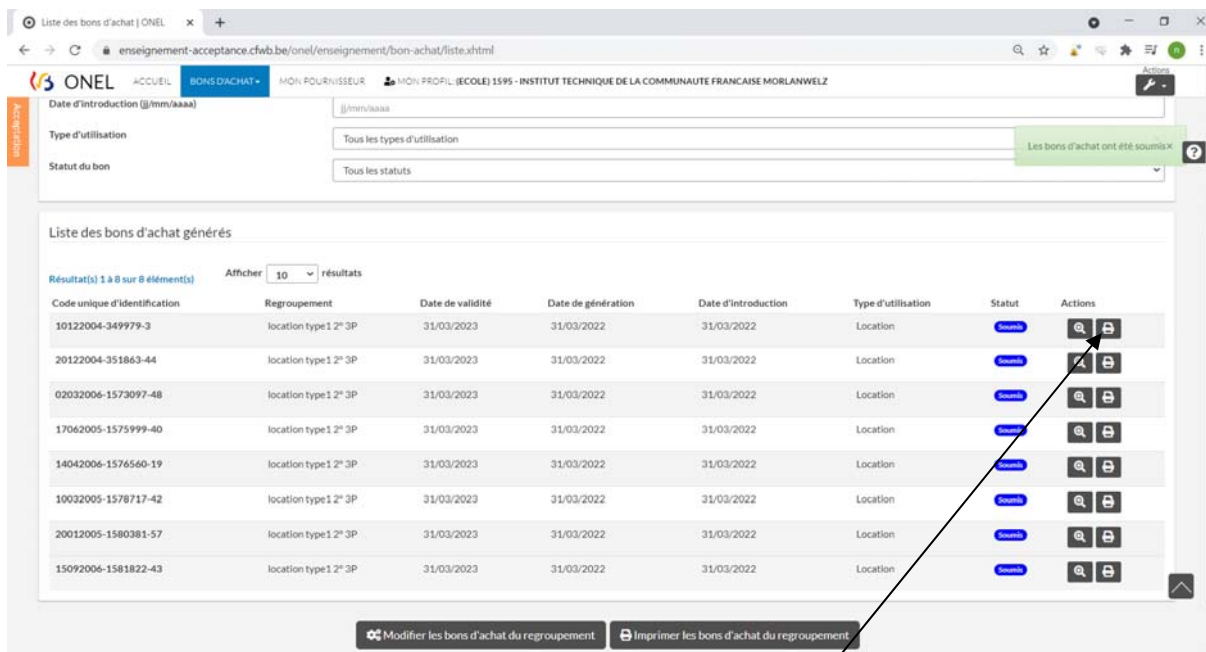 Liste des bons d'achat | ONEL
enseignement-acceptance.cfwb.be/onel/enseignement/bon-achat/liste.xhtml
ONEL ACCUEIL BONS D'ACHAT MON FOURNISSEUR MON PROFIL: (ECOLE) 1595 - INSTITUT TECHNIQUE DE LA COMMUNAUTE FRANCAISE MORLANWELZ Actions
Acceptation
Date d'introduction (jj/mm/aaaa) jj/mm/aaaa
Type d'utilisation Tous les types d'utilisation
Les bons d'achat ont été soumis×
Statut du bon Tous les statuts
Liste des bons d'achat générés
Résultat(s) 1 à 8 sur 8 élément(s) Afficher 10 résultats
Code unique d'identification Regroupement Date de validité Date de génération Date d'introduction Type d'utilisation Statut Actions
10122004-349979-3 location type1 2° 3P 31/03/2023 31/03/2022 31/03/2022 Location Soumis
20122004-351863-44 location type1 2° 3P 31/03/2023 31/03/2022 31/03/2022 Location Soumis
02032006-1573097-48 location type1 2° 3P 31/03/2023 31/03/2022 31/03/2022 Location Soumis
17062005-1575999-40 location type1 2° 3P 31/03/2023 31/03/2022 31/03/2022 Location Soumis
14042006-1576560-19 location type1 2° 3P 31/03/2023 31/03/2022 31/03/2022 Location Soumis
10032005-1578717-42 location type1 2° 3P 31/03/2023 31/03/2022 31/03/2022 Location Soumis
20012005-1580381-57 location type1 2° 3P 31/03/2023 31/03/2022 31/03/2022 Location Soumis
15092006-1581822-43 location type1 2° 3P 31/03/2023 31/03/2022 31/03/2022 Location Soumis
Modifier les bons d'achat du regroupement Imprimer les bons d'achat du regroupement